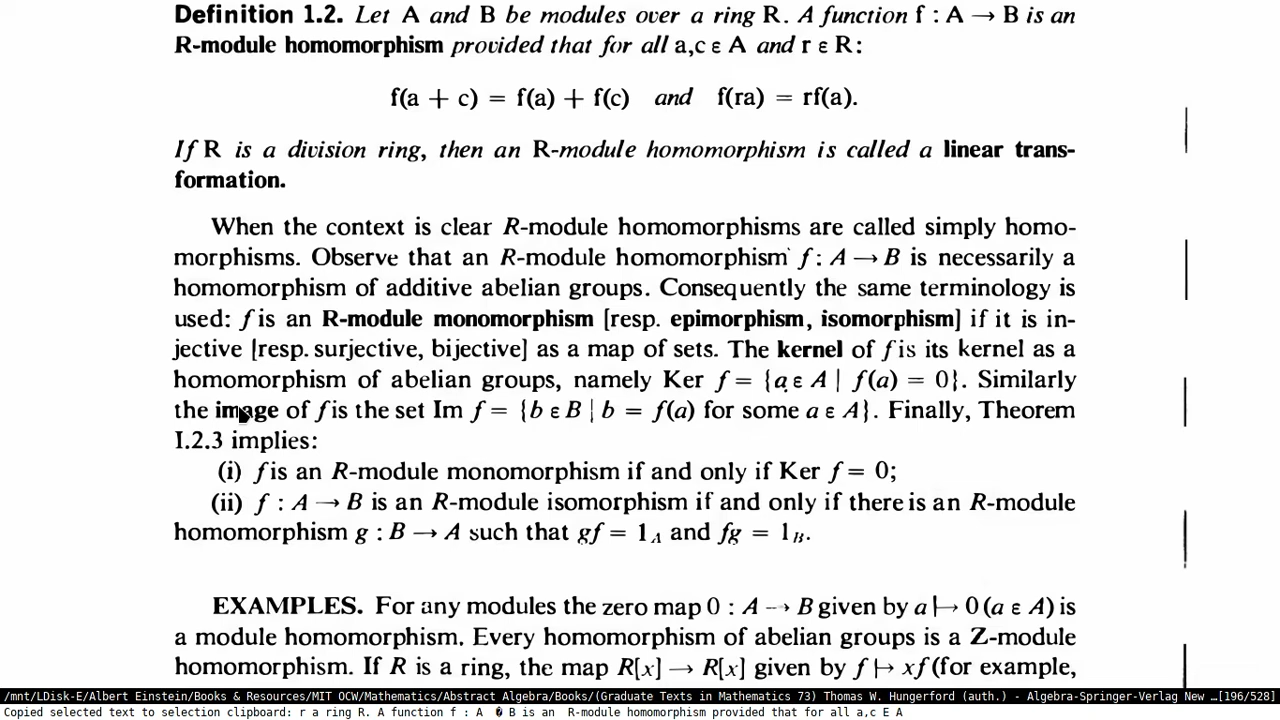 Definition 1.2. Let A and B be modules over a ring R. A function f : A → B is an
R-module homomorphism provided that for all a,c ε A and r ε R:
f(a + c) = f(a) + f(c) and f(ra) = rf(a).
If R is a division ring, then an R-module homomorphism is called a linear trans-
formation.
When the context is clear R-module homomorphisms are called simply homo-
morphisms. Observe that an R-module homomorphism f : A → B is necessarily a
homomorphism of additive abelian groups. Consequently the same terminology is
used: f is an R-module monomorphism [resp. epimorphism, isomorphism] if it is in-
jective [resp. surjective, bijective] as a map of sets. The kernel of f is its kernel as a
homomorphism of abelian groups, namely Ker f = {a ε A | f(a) = 0}. Similarly
the image of f is the set Im f = {b ε B | b = f(a) for some a ε A}. Finally, Theorem
I.2.3 implies:
(i) f is an R-module monomorphism if and only if Ker f = 0;
(ii) f : A → B is an R-module isomorphism if and only if there is an R-module
homomorphism g : B → A such that gf = 1_A and fg = 1_B.
EXAMPLES. For any modules the zero map 0 : A → B given by a ↦ 0 (a ε A) is
a module homomorphism. Every homomorphism of abelian groups is a Z-module
homomorphism. If R is a ring, the map R[x] → R[x] given by f ↦ xf (for example,
/mnt/LDisk-E/Albert Einstein/Books & Resources/MIT OCW/Mathematics/Abstract Algebra/Books/(Graduate Texts in Mathematics 73) Thomas W. Hungerford (auth.) - Algebra-Springer-Verlag New …[196/528]
Copied selected text to selection clipboard: r a ring R. A function f : A �B is an R-module homomorphism provided that for all a,c E A